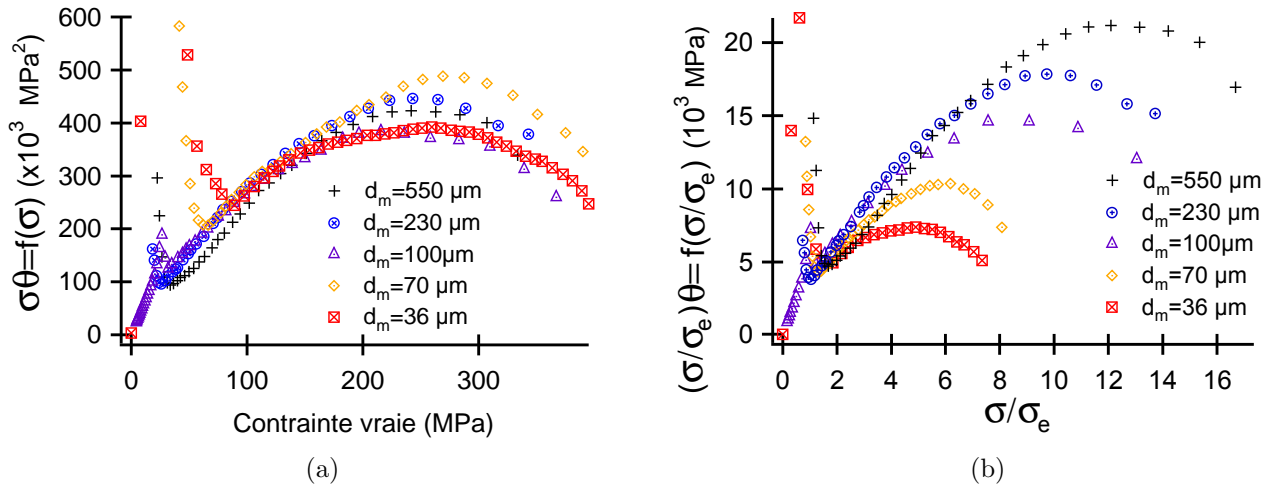 600
500
400
300
200
100
0
σθ=f(σ) (x10³ MPa²)
d_m=550 µm
d_m=230 µm
d_m=100µm
d_m=70 µm
d_m=36 µm
0 100 200 300
Contrainte vraie (MPa)
(a)
20
15
10
5
0
(σ/σ_e)θ=f(σ/σ_e) (10³ MPa)
d_m=550 µm
d_m=230 µm
d_m=100µm
d_m=70 µm
d_m=36 µm
0 2 4 6 8 10 12 14 16
σ/σ_e
(b)